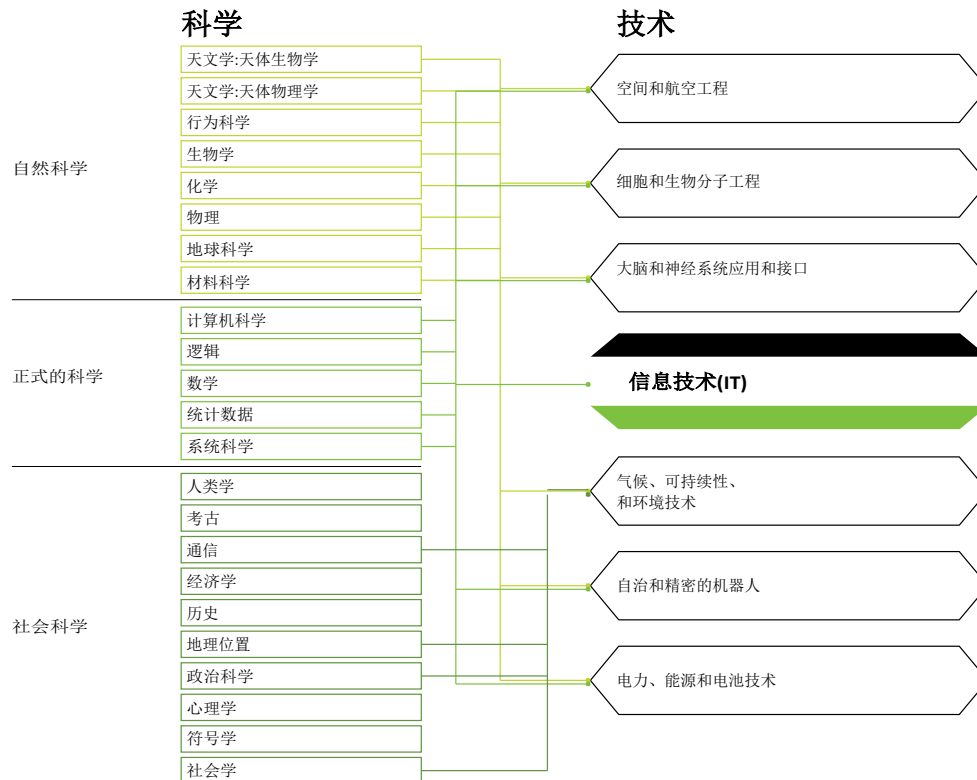 科学
技术
自然科学
天文学:天体生物学
天文学:天体物理学
行为科学
生物学
化学
物理
地球科学
材料科学
正式的科学
计算机科学
逻辑
数学
统计数据
系统科学
社会科学
人类学
考古
通信
经济学
历史
地理位置
政治科学
心理学
符号学
社会学
空间和航空工程
细胞和生物分子工程
大脑和神经系统应用和接口
信息技术(IT)
气候、可持续性、
和环境技术
自治和精密的机器人
电力、能源和电池技术